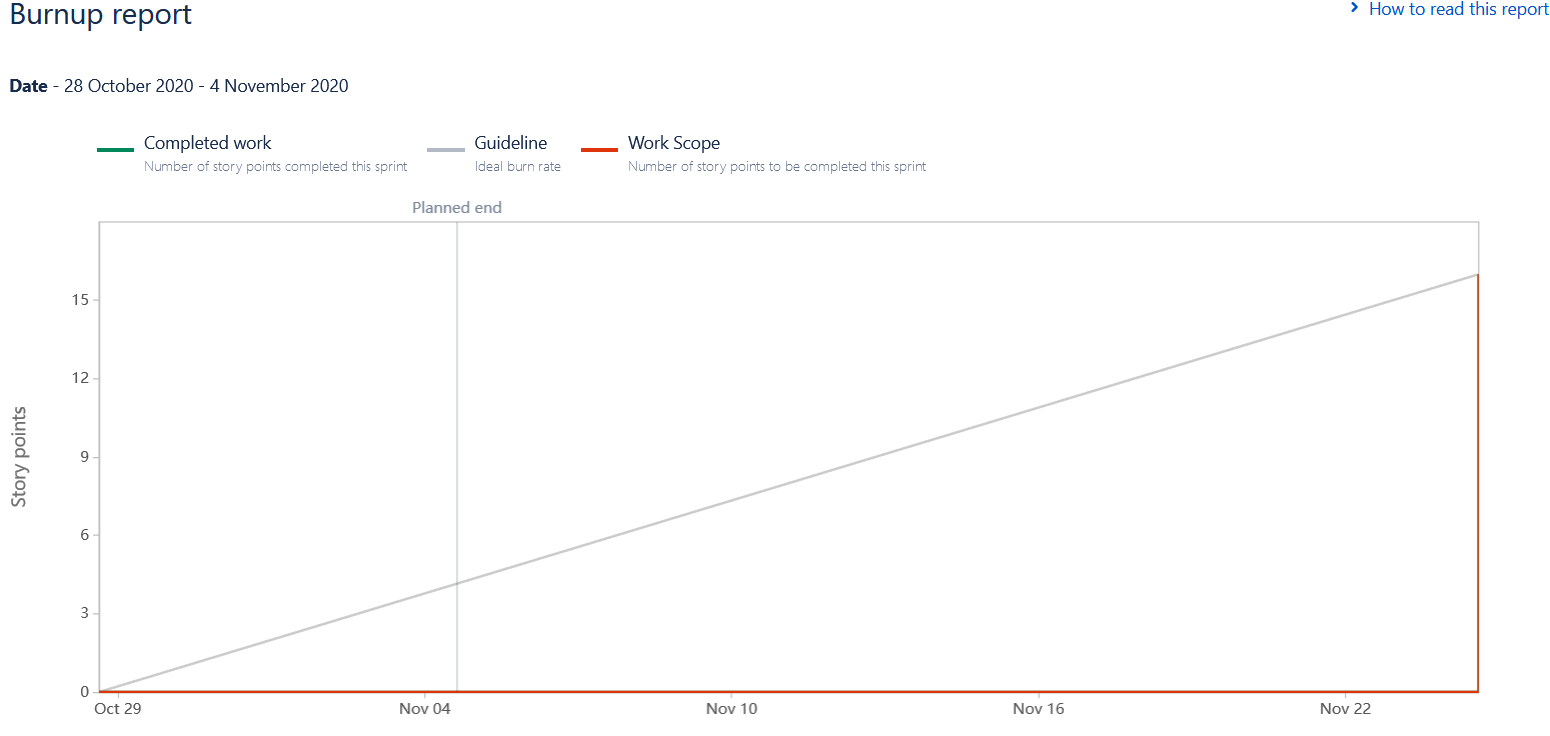 Burnup report
How to read this report
Date - 28 October 2020 - 4 November 2020
Completed work
Number of story points completed this sprint
Guideline
Ideal burn rate
Work Scope
Number of story points to be completed this sprint
Planned end
Story points
15
12
9
6
3
0
Oct 29
Nov 04
Nov 10
Nov 16
Nov 22